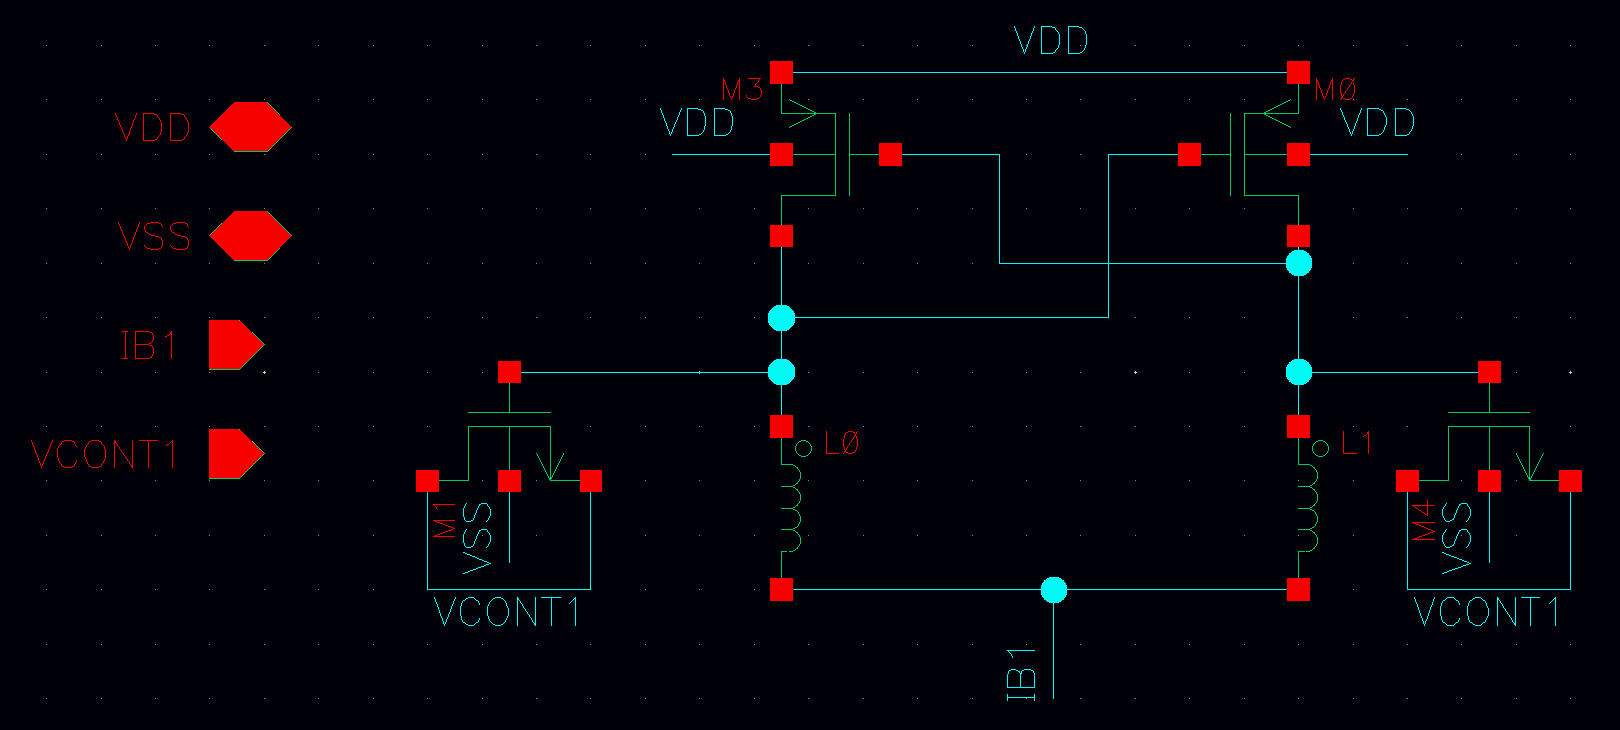 VDD
M3
MØ
VDD
VDD
VDD
VSS
IB1
VCONT1
LØ
L1
M1
VSS
M4
VSS
VCONT1
VCONT1
IB1